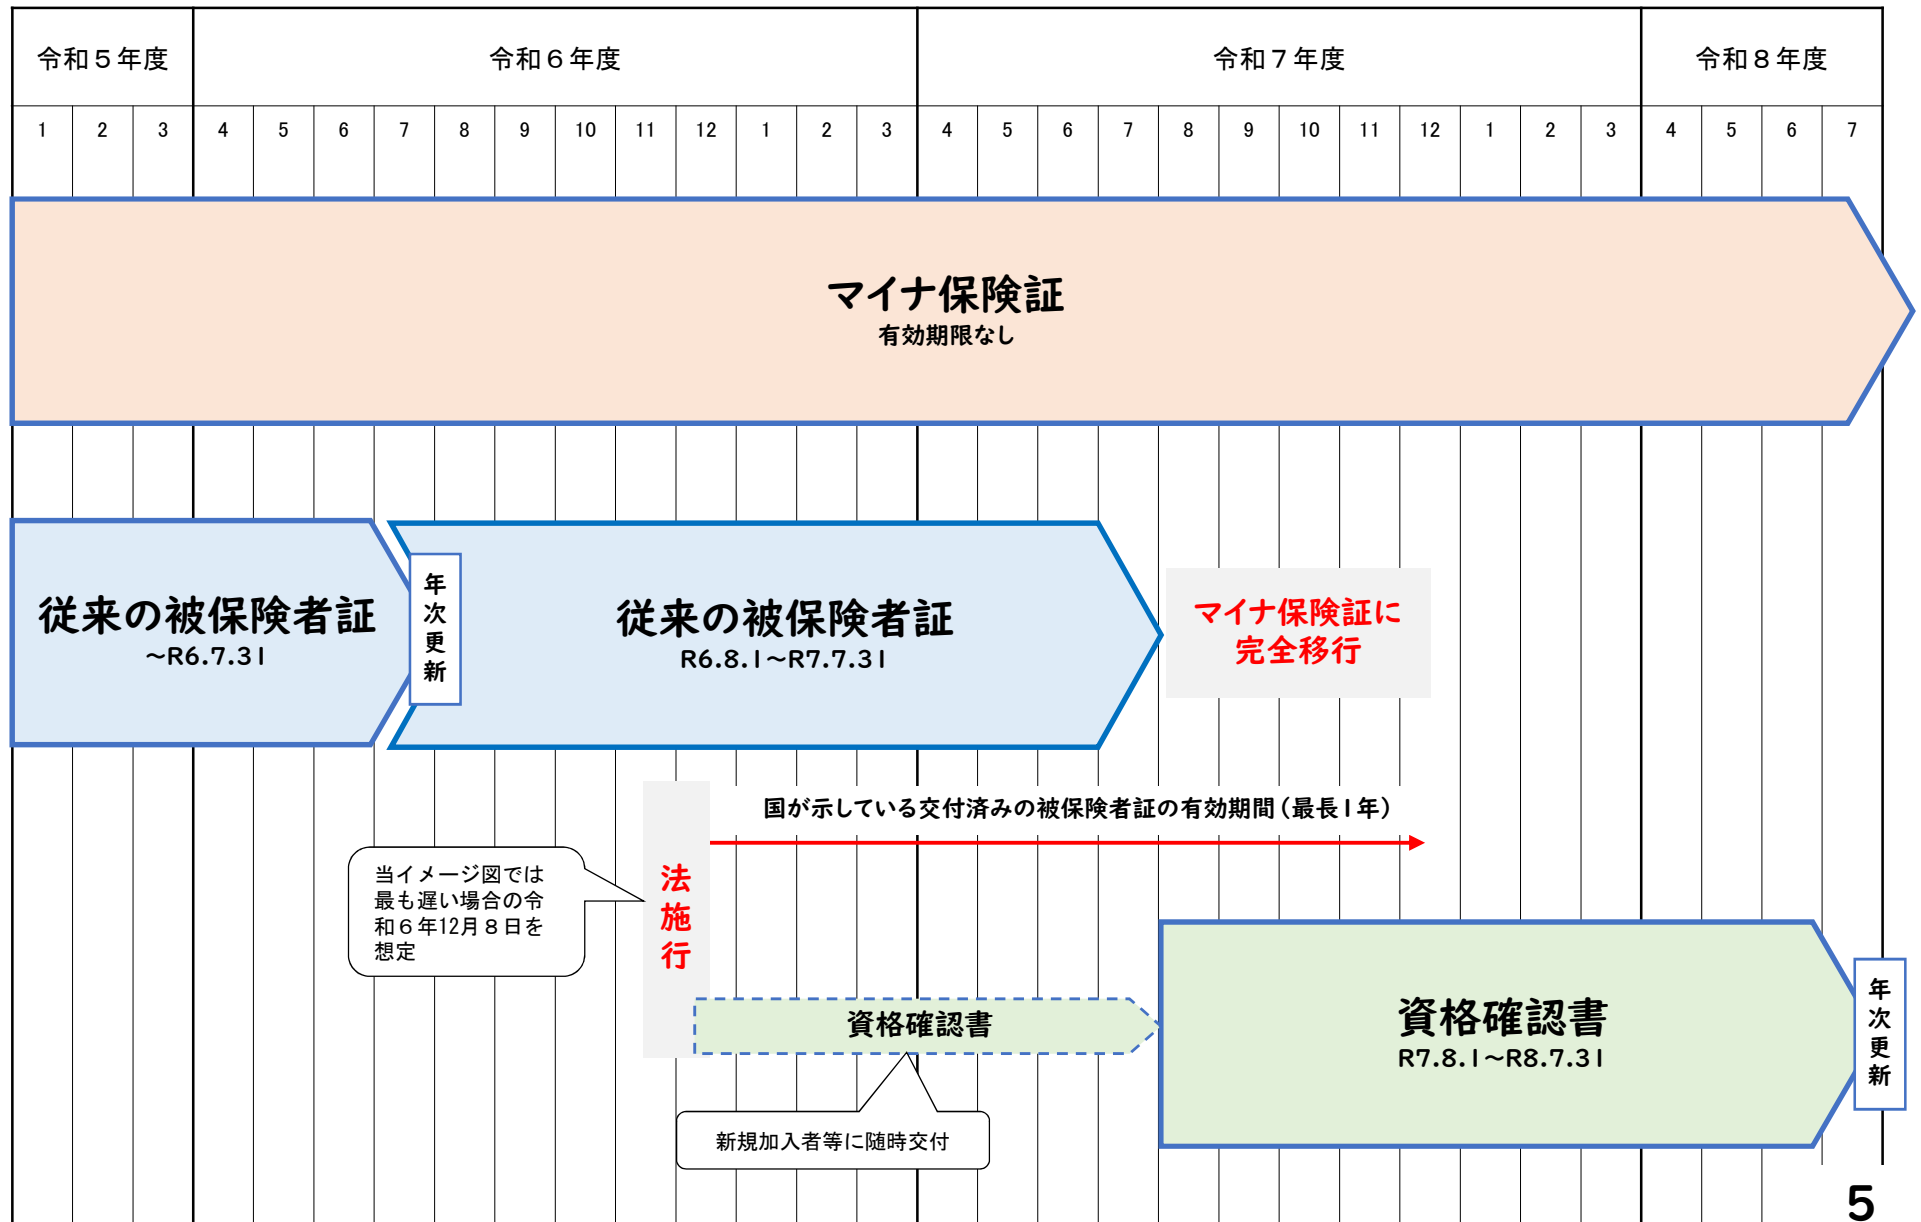 令和５年度 令和６年度 令和７年度 令和８年度
1 2 3 4 5 6 7 8 9 10 11 12 1 2 3 4 5 6 7 8 9 10 11 12 1 2 3 4 5 6 7
マイナ保険証
有効期限なし
従来の被保険者証
～R6.7.31
年次更新
従来の被保険者証
R6.8.1～R7.7.31
マイナ保険証に
完全移行
国が示している交付済みの被保険者証の有効期間（最長1年）
法施行
当イメージ図では
最も遅い場合の令
和６年12月８日を
想定
資格確認書
新規加入者等に随時交付
資格確認書
R7.8.1～R8.7.31
年次更新
5